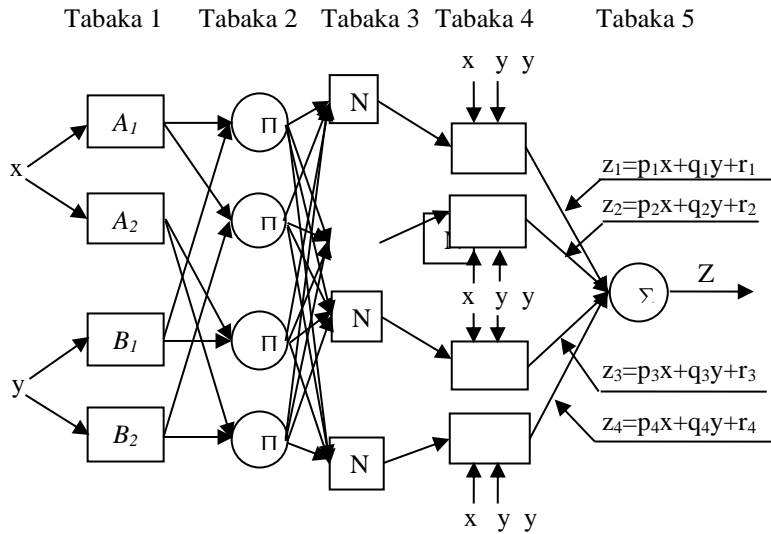 Tabaka 1 Tabaka 2 Tabaka 3 Tabaka 4 Tabaka 5
x y y
A1 Π N
x
z1=p1x+q1y+r1
A2 Π
z2=p2x+q2y+r2
Z
x y y
Σ
B1 Π N
y
z3=p3x+q3y+r3
B2 Π N
z4=p4x+q4y+r4
x y y